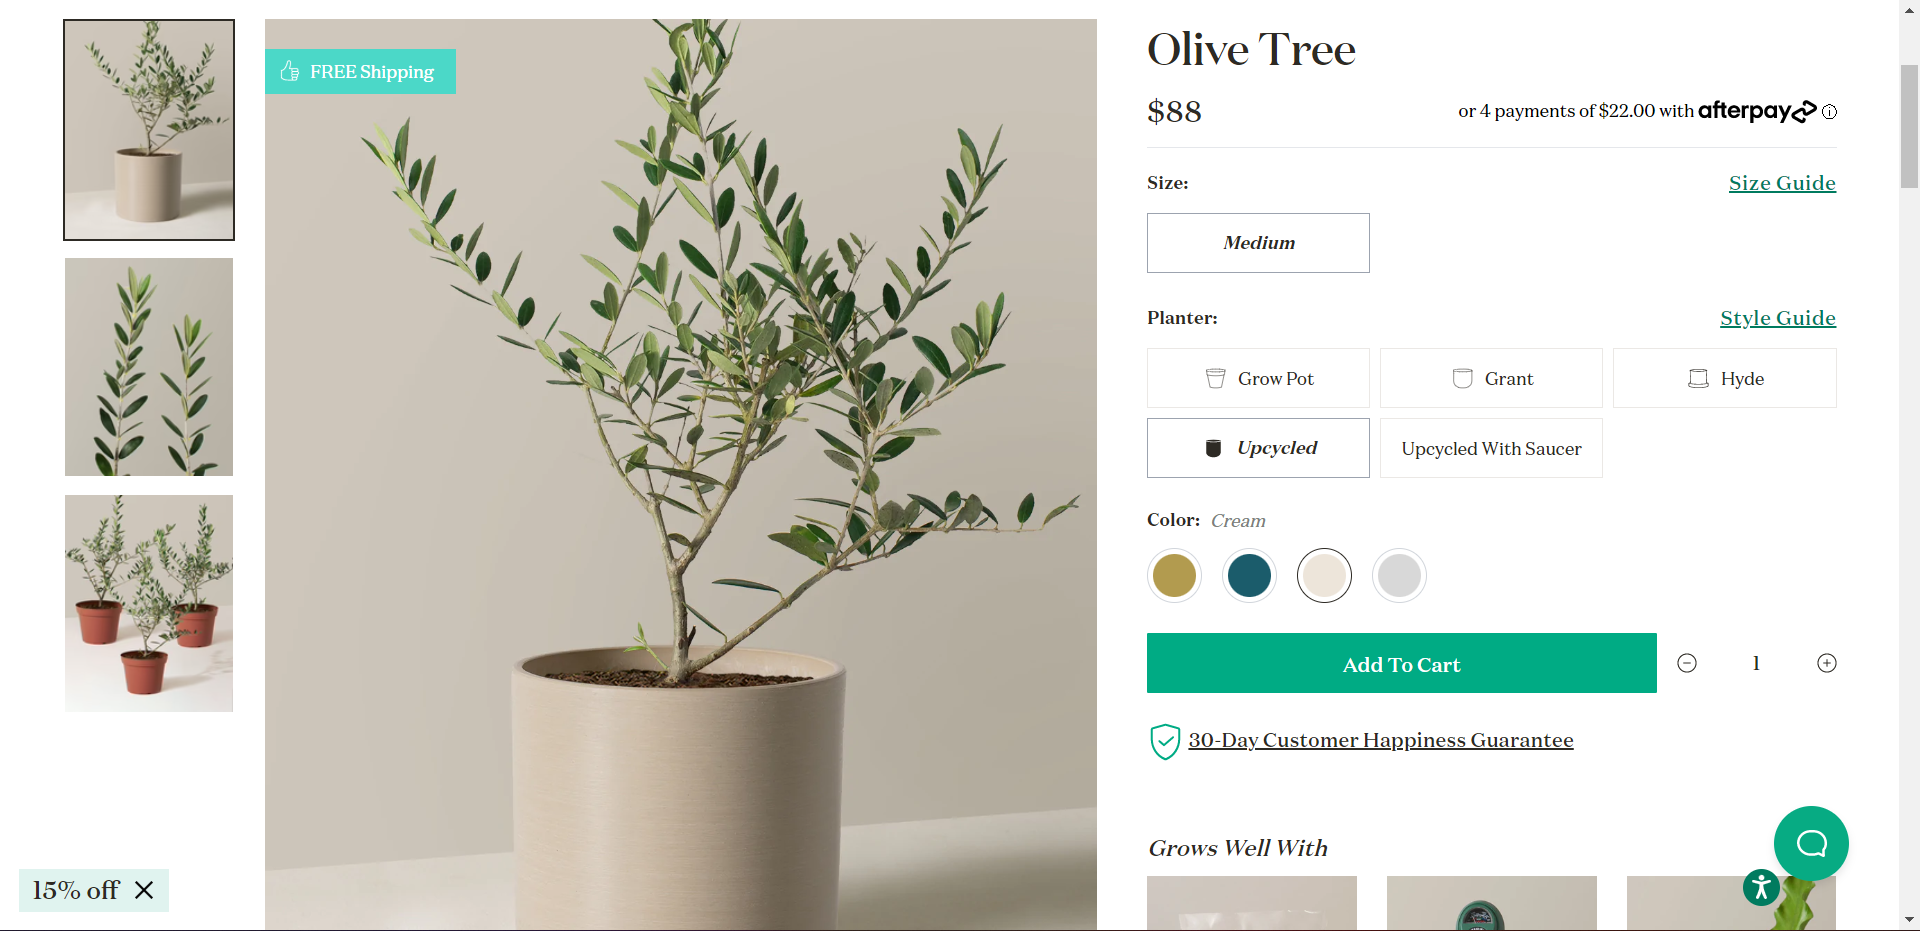 FREE Shipping
Olive Tree
$88
or 4 payments of $22.00 with afterpay
Size:
Size Guide
Medium
Planter:
Style Guide
Grow Pot
Grant
Hyde
Upcycled
Upcycled With Saucer
Color: Cream
Add To Cart
1
30-Day Customer Happiness Guarantee
Grows Well With
15% off